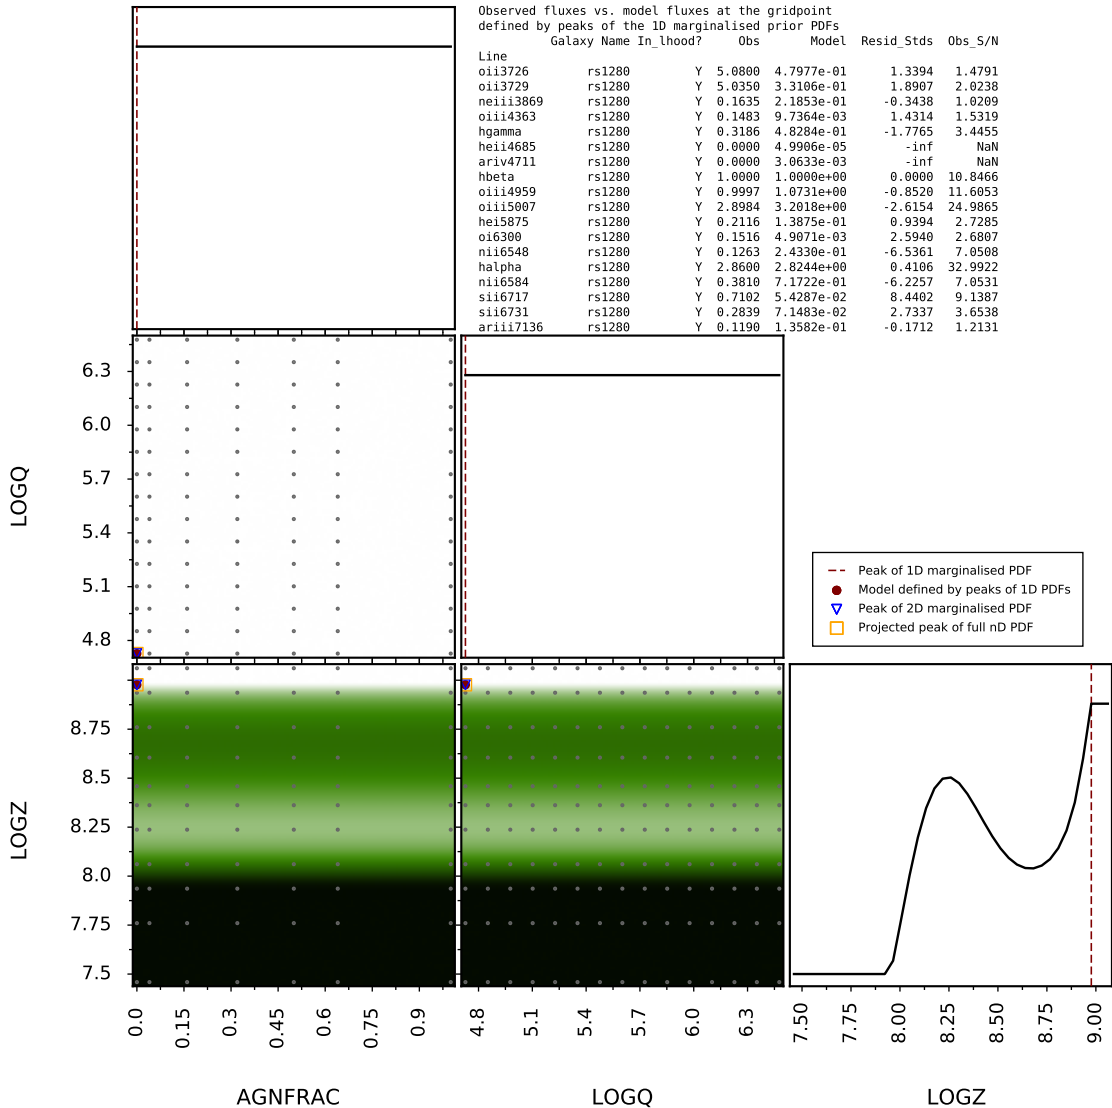 Observed fluxes vs. model fluxes at the gridpoint
defined by peaks of the 1D marginalised prior PDFs
Galaxy Name In_lhood? Obs Model Resid_Stds Obs_S/N
Line
oii3726 rs1280 Y 5.0800 4.7977e-01 1.3394 1.4791
oii3729 rs1280 Y 5.0350 3.3106e-01 1.8907 2.0238
neiii3869 rs1280 Y 0.1635 2.1853e-01 -0.3438 1.0209
oiii4363 rs1280 Y 0.1483 9.7364e-03 1.4314 1.5319
hgamma rs1280 Y 0.3186 4.8284e-01 -1.7765 3.4455
heii4685 rs1280 Y 0.0000 4.9906e-05 -inf NaN
ariv4711 rs1280 Y 0.0000 3.0633e-03 -inf NaN
hbeta rs1280 Y 1.0000 1.0000e+00 0.0000 10.8466
oiii4959 rs1280 Y 0.9997 1.0731e+00 -0.8520 11.6053
oiii5007 rs1280 Y 2.8984 3.2018e+00 -2.6154 24.9865
hei5875 rs1280 Y 0.2116 1.3875e-01 0.9394 2.7285
oi6300 rs1280 Y 0.1516 4.9071e-03 2.5940 2.6807
nii6548 rs1280 Y 0.1263 2.4330e-01 -6.5361 7.0508
halpha rs1280 Y 2.8600 2.8244e+00 0.4106 32.9922
nii6584 rs1280 Y 0.3810 7.1722e-01 -6.2257 7.0531
sii6717 rs1280 Y 0.7102 5.4287e-02 8.4402 9.1387
sii6731 rs1280 Y 0.2839 7.1483e-02 2.7337 3.6538
ariii7136 rs1280 Y 0.1190 1.3582e-01 -0.1712 1.2131
LOGQ
6.3
6.0
5.7
5.4
5.1
4.8
Peak of 1D marginalised PDF
Model defined by peaks of 1D PDFs
Peak of 2D marginalised PDF
Projected peak of full nD PDF
LOGZ
8.75
8.5
8.25
8.0
7.75
7.5
0.0 0.15 0.3 0.45 0.6 0.75 0.9
4.8 5.1 5.4 5.7 6.0 6.3
7.50 7.75 8.00 8.25 8.50 8.75 9.00
AGNFRAC LOGQ LOGZ